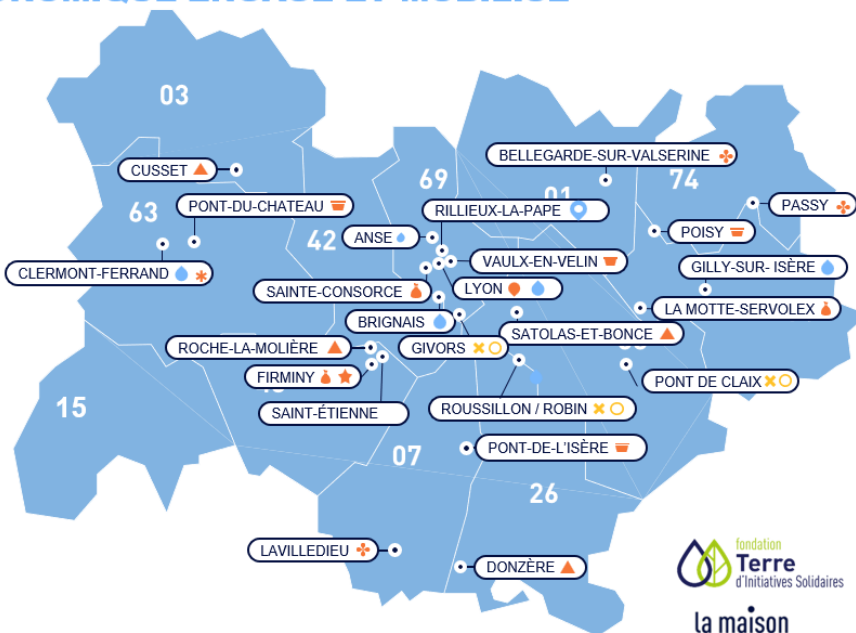 03
BELLEGARDE-SUR-VALSERINE
CUSSET
69
74
63
PONT-DU-CHATEAU
RILLIEUX-LA-PAPE
PASSY
42
ANSE
POISY
CLERMONT-FERRAND
VAULX-EN-VELIN
GILLY-SUR- ISÈRE
SAINTE-CONSORCE
LYON
LA MOTTE-SERVOLEX
BRIGNAIS
SATOLAS-ET-BONCE
ROCHE-LA-MOLIÈRE
GIVORS
FIRMINY
PONT DE CLAIX
15
SAINT-ÉTIENNE
ROUSSILLON / ROBIN
07
PONT-DE-L'ISÈRE
26
LAVILLEDIEU
DONZÈRE
fondation
Terre
d'Initiatives Solidaires
la maison